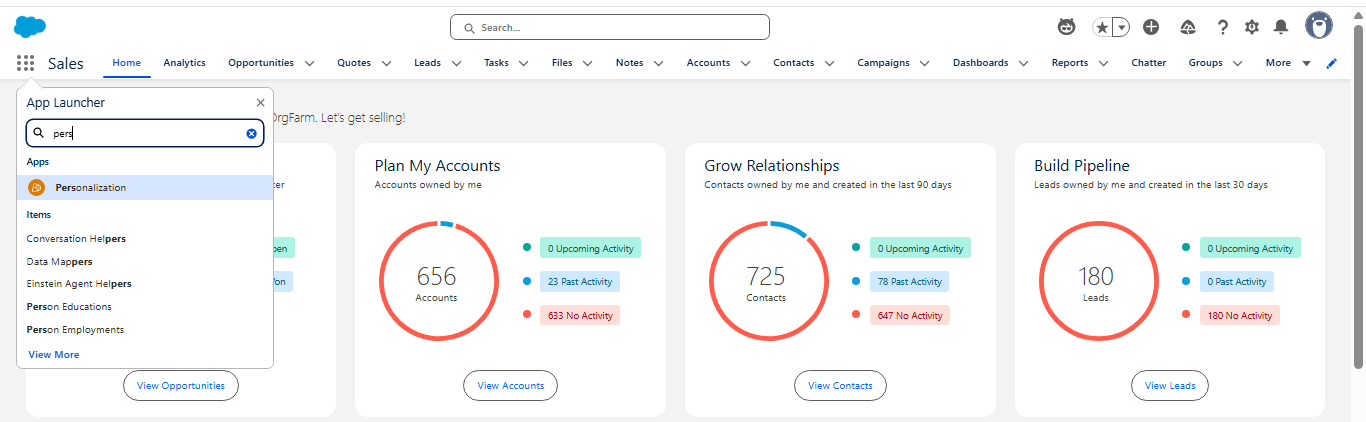 Search...
Sales
Home
Analytics
Opportunities
Quotes
Leads
Tasks
Files
Notes
Accounts
Contacts
Campaigns
Dashboards
Reports
Chatter
Groups
More
App Launcher
pers
Apps
Personalization
Items
Conversation Helpers
Data Mappers
Einstein Agent Helpers
Person Educations
Person Employments
View More
OrgFarm. Let's get selling!
View Opportunities
Plan My Accounts
Accounts owned by me
656
Accounts
0 Upcoming Activity
23 Past Activity
633 No Activity
View Accounts
Grow Relationships
Contacts owned by me and created in the last 90 days
725
Contacts
0 Upcoming Activity
78 Past Activity
647 No Activity
View Contacts
Build Pipeline
Leads owned by me and created in the last 30 days
180
Leads
0 Upcoming Activity
0 Past Activity
180 No Activity
View Leads